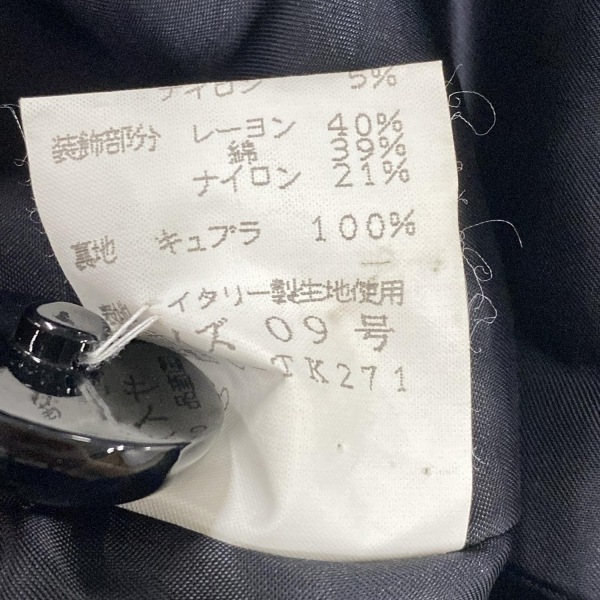 ナイロン 5%
装飾部分 レーヨン 40%
綿 39%
ナイロン 21%
裏地 キュプラ 100%
イタリー製生地使用
イズ 09号
TK271